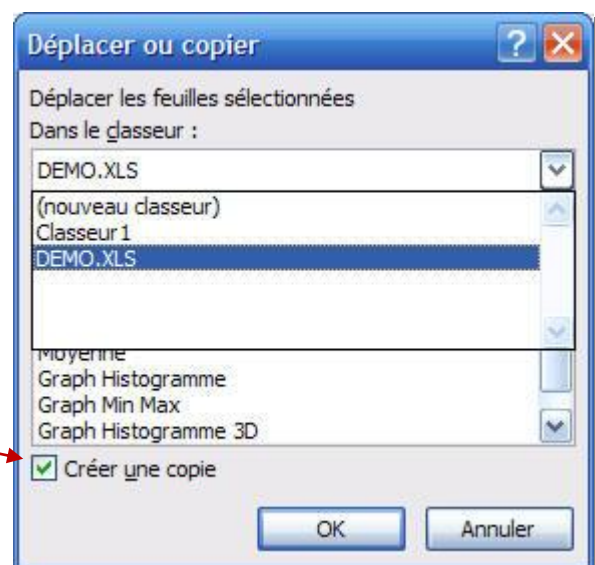 Déplacer ou copier
Déplacer les feuilles sélectionnées
Dans le classeur :
DEMO.XLS
(nouveau classeur)
Classeur1
DEMO.XLS
Moyenne
Graph Histogramme
Graph Min Max
Graph Histogramme 3D
Créer une copie
OK Annuler